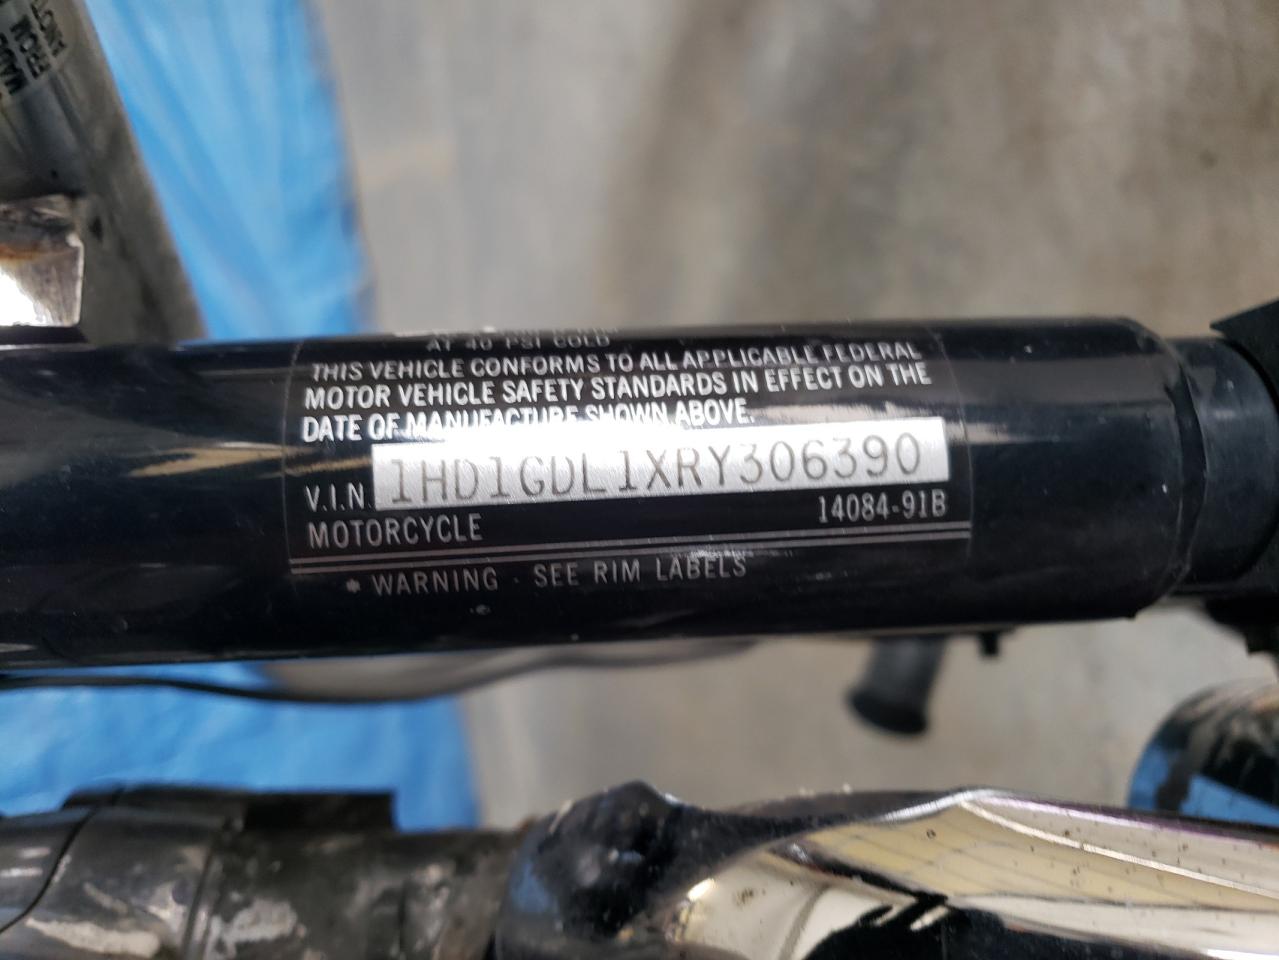 AT 40 PSI COLD
THIS VEHICLE CONFORMS TO ALL APPLICABLE FEDERAL
MOTOR VEHICLE SAFETY STANDARDS IN EFFECT ON THE
DATE OF MANUFACTURE SHOWN ABOVE.
V.I.N. 1HD1GDL1XRY306390
MOTORCYCLE 14084-91B
* WARNING - SEE RIM LABELS
FROM